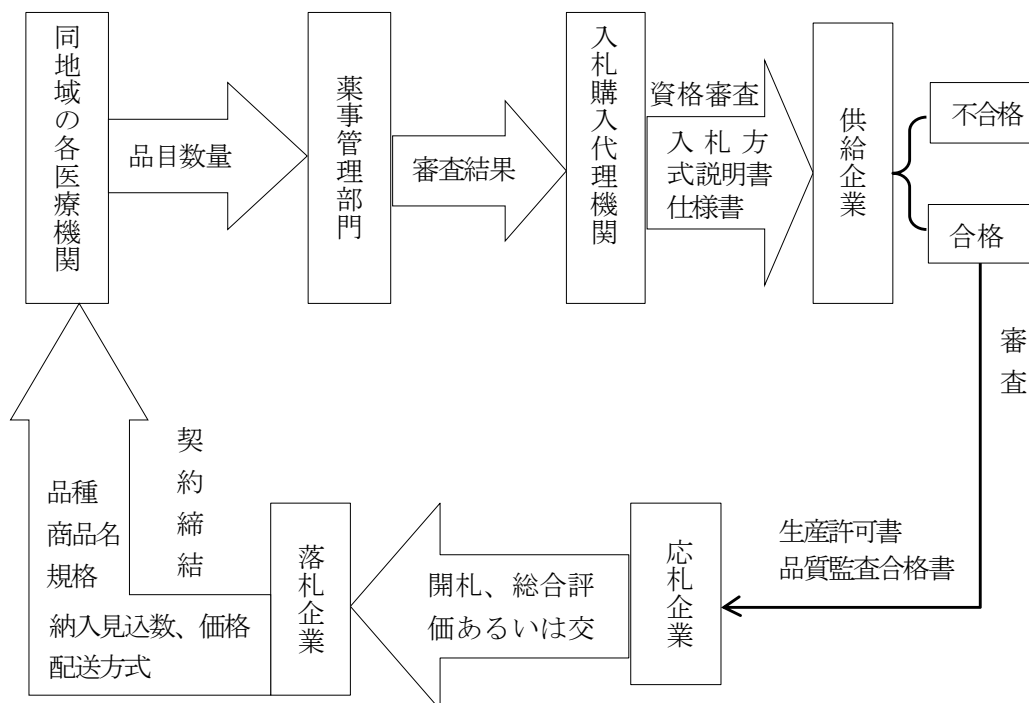 同地域の各医療機関
品目数量
薬事管理部門
審査結果
入札購入代理機関
資格審査
入札方
式説明書
仕様書
供給企業
不合格
合格
審査
生産許可書
品質監査合格書
応札企業
開札、総合評
価あるいは交
落札企業
契約締結
品種
商品名
規格
納入見込数、価格
配送方式